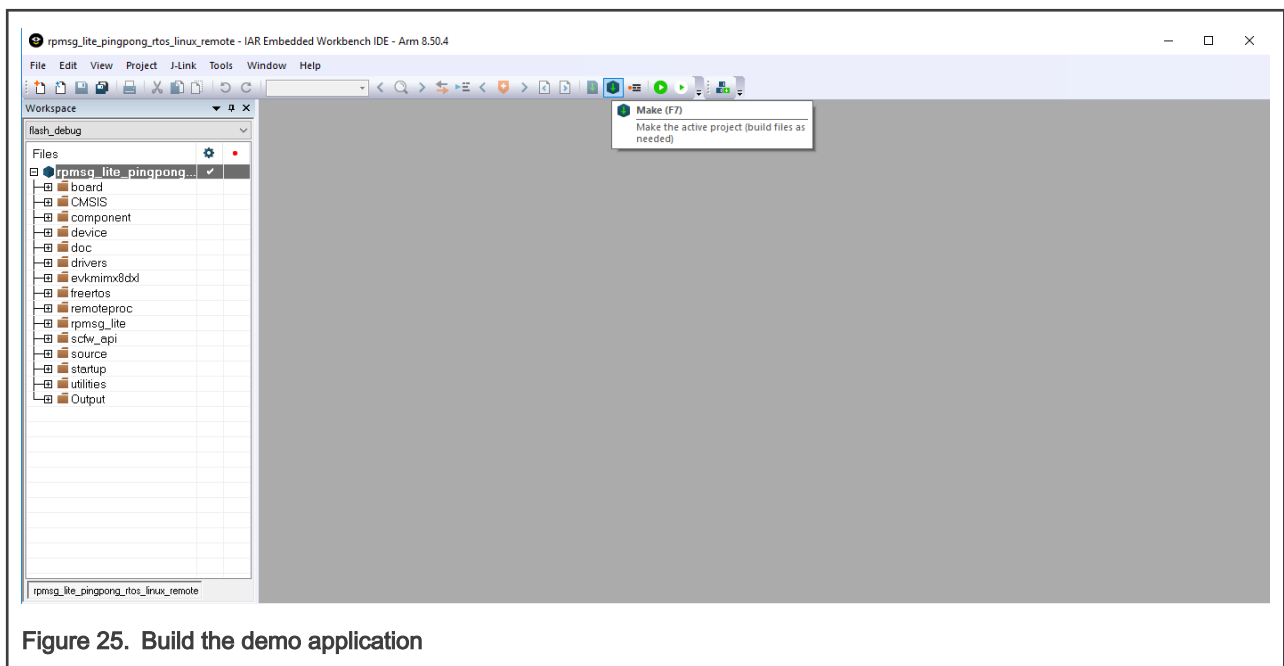 rpmsg_lite_pingpong_rtos_linux_remote - IAR Embedded Workbench IDE - Arm 8.50.4
File Edit View Project J-Link Tools Window Help
Workspace
Make (F7)
Make the active project (build files as
needed)
flash_debug
Files
rpmsg_lite_pingpong...
board
CMSIS
component
device
doc
drivers
evkmimx8dxl
freertos
remoteproc
rpmsg_lite
scfw_api
source
startup
utilities
Output
rpmsg_lite_pingpong_rtos_linux_remote
Figure 25. Build the demo application